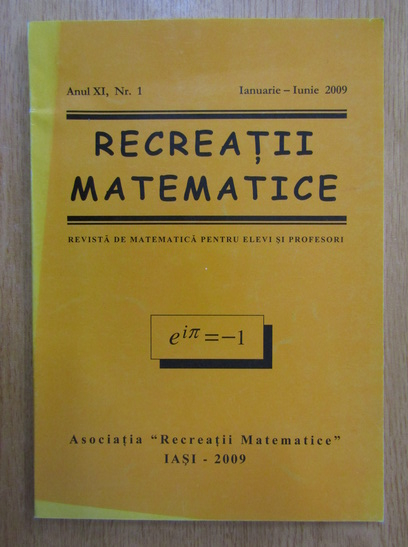 Anul XI, Nr. 1 Ianuarie – Iunie 2009
RECREAȚII
MATEMATICE
REVISTĂ DE MATEMATICĂ PENTRU ELEVI ȘI PROFESORI
e^{iπ} = −1
Asociația "Recreații Matematice"
IAȘI - 2009